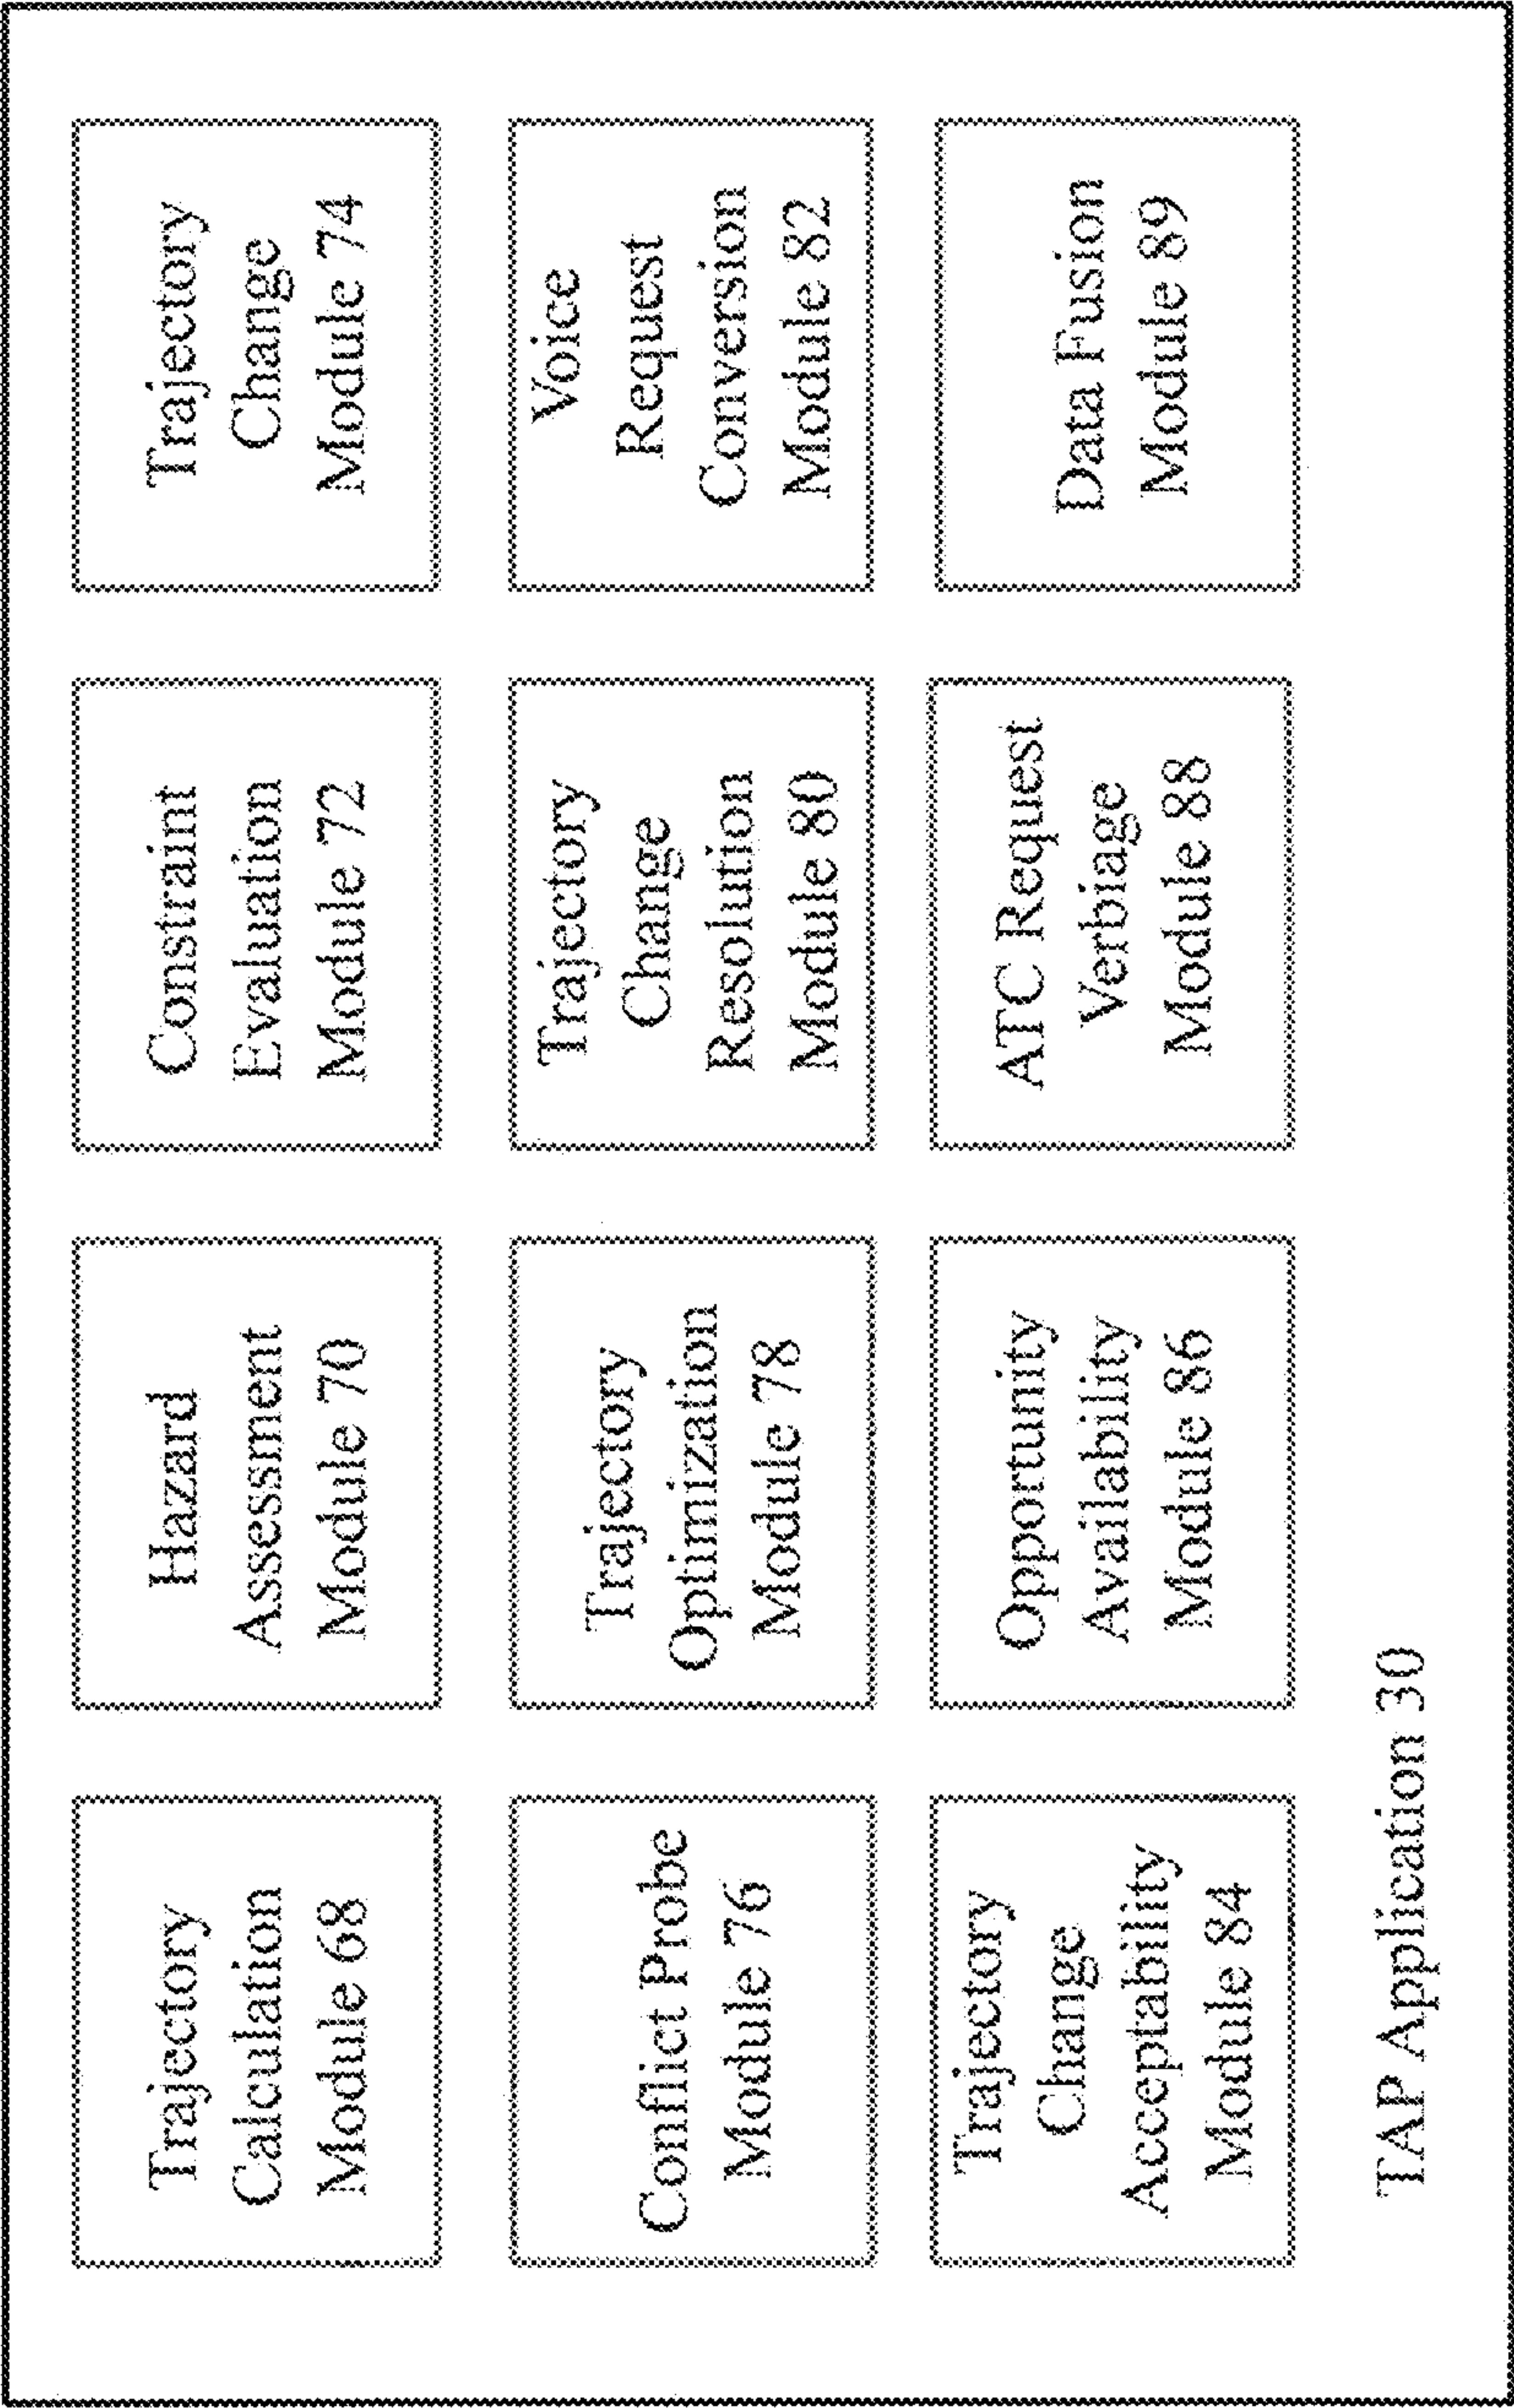 Trajectory
Calculation
Module 68
Hazard
Assessment
Module 70
Constraint
Evaluation
Module 72
Trajectory
Change
Module 74
Conflict Probe
Module 76
Trajectory
Optimization
Module 78
Trajectory
Change
Resolution
Module 80
Voice
Request
Conversion
Module 82
Trajectory
Change
Acceptability
Module 84
Opportunity
Availability
Module 86
ATC Request
Verbiage
Module 88
Data Fusion
Module 89
TAP Application 30